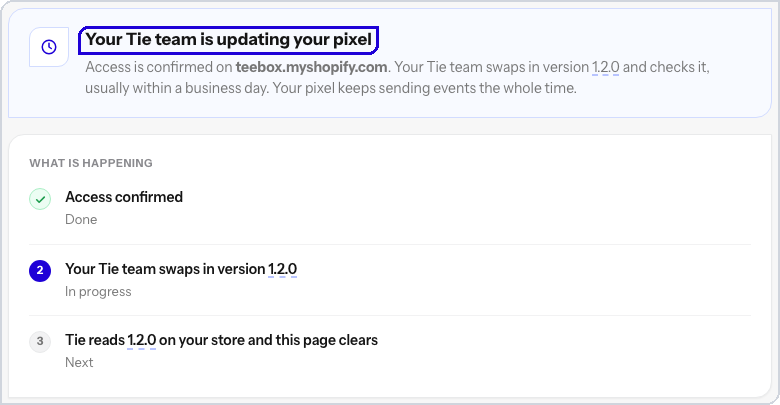 Your Tie team is updating your pixel
Access is confirmed on teebox.myshopify.com. Your Tie team swaps in version 1.2.0 and checks it,
usually within a business day. Your pixel keeps sending events the whole time.
WHAT IS HAPPENING
Access confirmed
Done
2
Your Tie team swaps in version 1.2.0
In progress
3
Tie reads 1.2.0 on your store and this page clears
Next